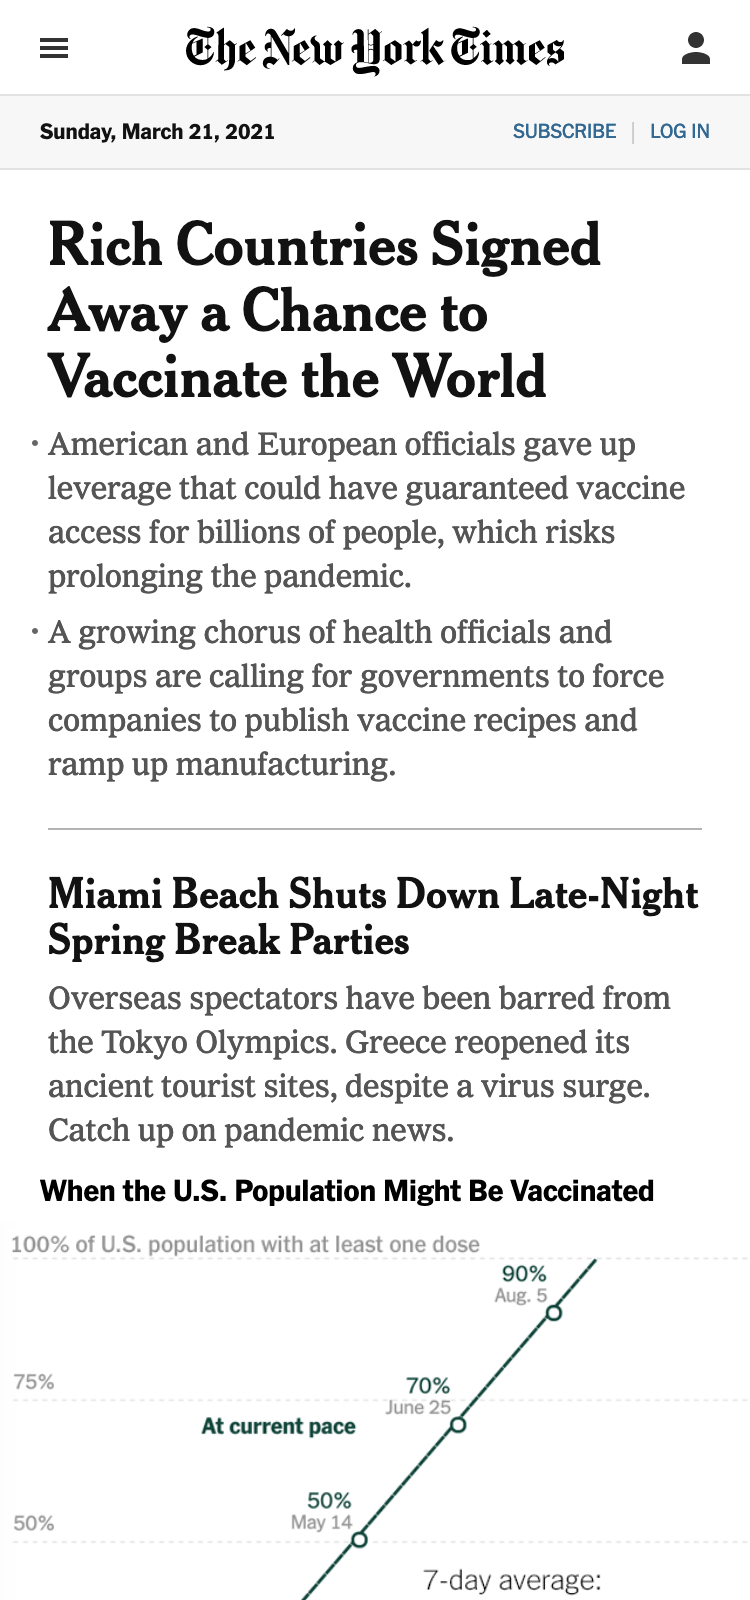 The New York Times
Sunday, March 21, 2021
SUBSCRIBE | LOG IN
Rich Countries Signed
Away a Chance to
Vaccinate the World
• American and European officials gave up
leverage that could have guaranteed vaccine
access for billions of people, which risks
prolonging the pandemic.
• A growing chorus of health officials and
groups are calling for governments to force
companies to publish vaccine recipes and
ramp up manufacturing.
Miami Beach Shuts Down Late-Night
Spring Break Parties
Overseas spectators have been barred from
the Tokyo Olympics. Greece reopened its
ancient tourist sites, despite a virus surge.
Catch up on pandemic news.
When the U.S. Population Might Be Vaccinated
100% of U.S. population with at least one dose
90%
Aug. 5
75%
70%
June 25
At current pace
50%
May 14
50%
7-day average: